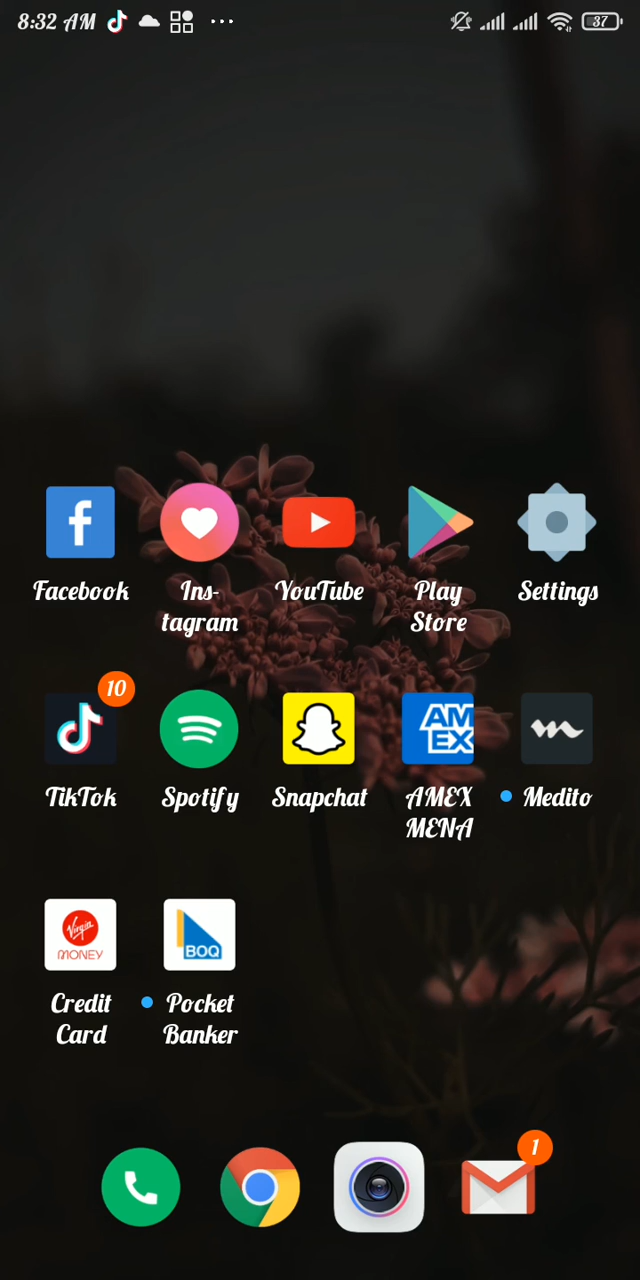 8:32 AM
37
Facebook
Ins-
tagram
YouTube
Play
Store
Settings
10
TikTok
Spotify
Snapchat
AM
EX
AMEX
MENA
Medito
Virgin
MONEY
BOQ
Credit
Card
Pocket
Banker
1